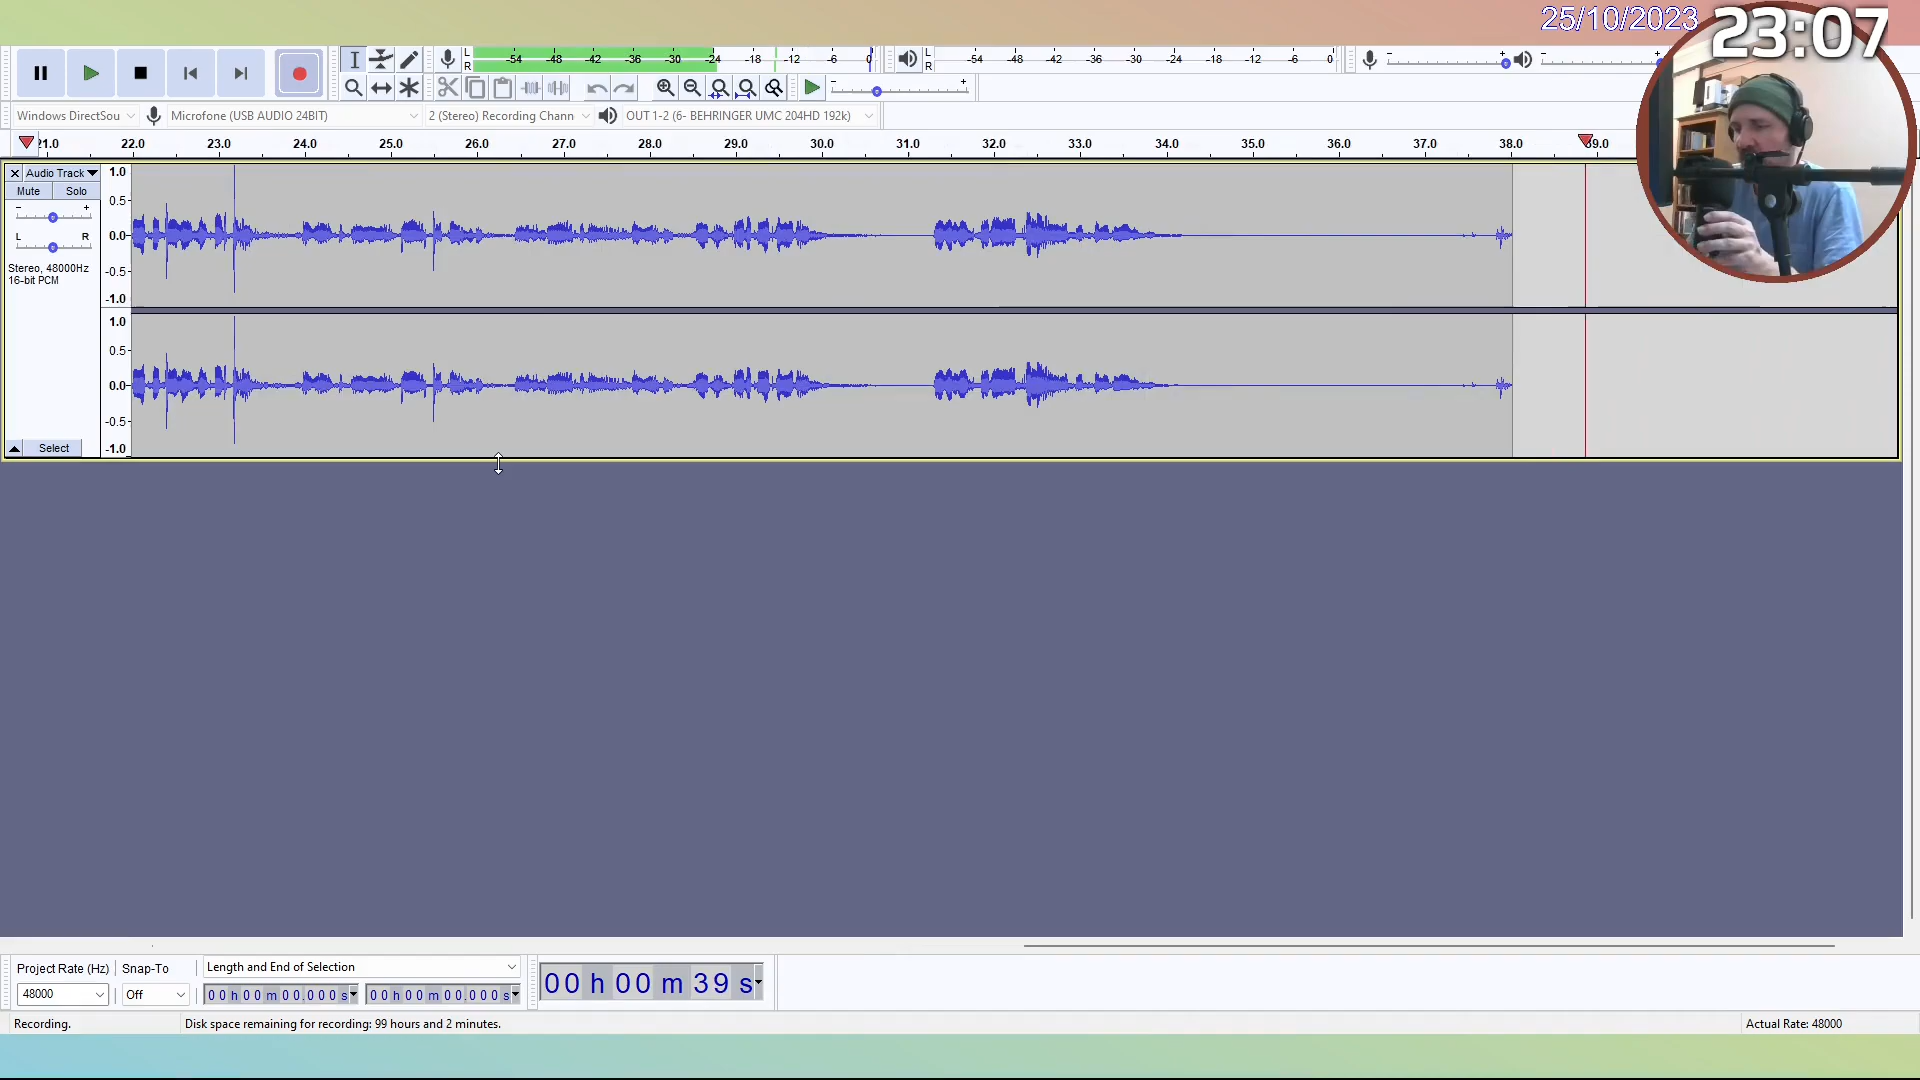 25/10/2023 23:07
L
R
-54 -48 -42 -36 -30 -24 -18 -12 -6 0
L
R
-54 -48 -42 -36 -30 -24 -18 -12 -6 0
- +
-
- +
Windows DirectSou
Microfone (USB AUDIO 24BIT)
2 (Stereo) Recording Chann
OUT 1-2 (6- BEHRINGER UMC 204HD 192k)
21.0 22.0 23.0 24.0 25.0 26.0 27.0 28.0 29.0 30.0 31.0 32.0 33.0 34.0 35.0 36.0 37.0 38.0 39.0
Audio Track
Mute Solo
- +
L R
Stereo, 48000Hz
16-bit PCM
Select
1.0
0.5
0.0
-0.5
-1.0
1.0
0.5
0.0
-0.5
-1.0
Project Rate (Hz) Snap-To Length and End of Selection
48000 Off 00 h 00 m 00.000 s 00 h 00 m 00.000 s
00 h 00 m 39 s
Recording. Disk space remaining for recording: 99 hours and 2 minutes. Actual Rate: 48000